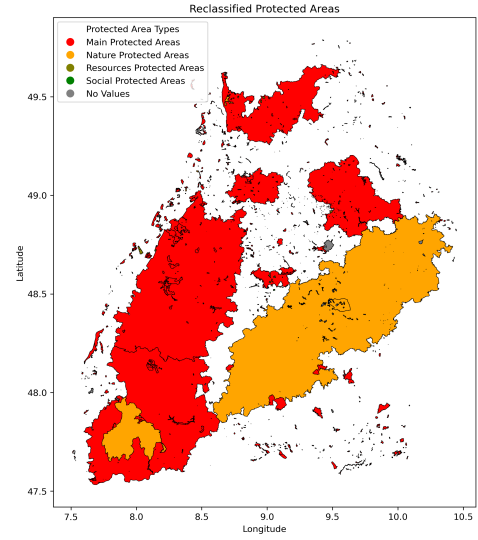 Reclassified Protected Areas
Protected Area Types
Main Protected Areas
Nature Protected Areas
Resources Protected Areas
Social Protected Areas
No Values
49.5
49.0
48.5
48.0
47.5
Latitude
7.5 8.0 8.5 9.0 9.5 10.0 10.5
Longitude